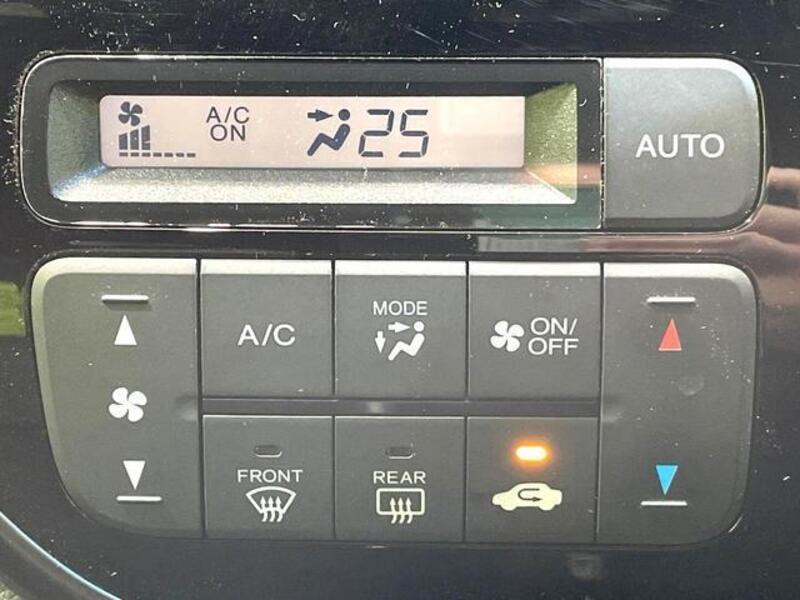 A/C
ON
25
AUTO
A/C
MODE
ON/
OFF
FRONT
REAR